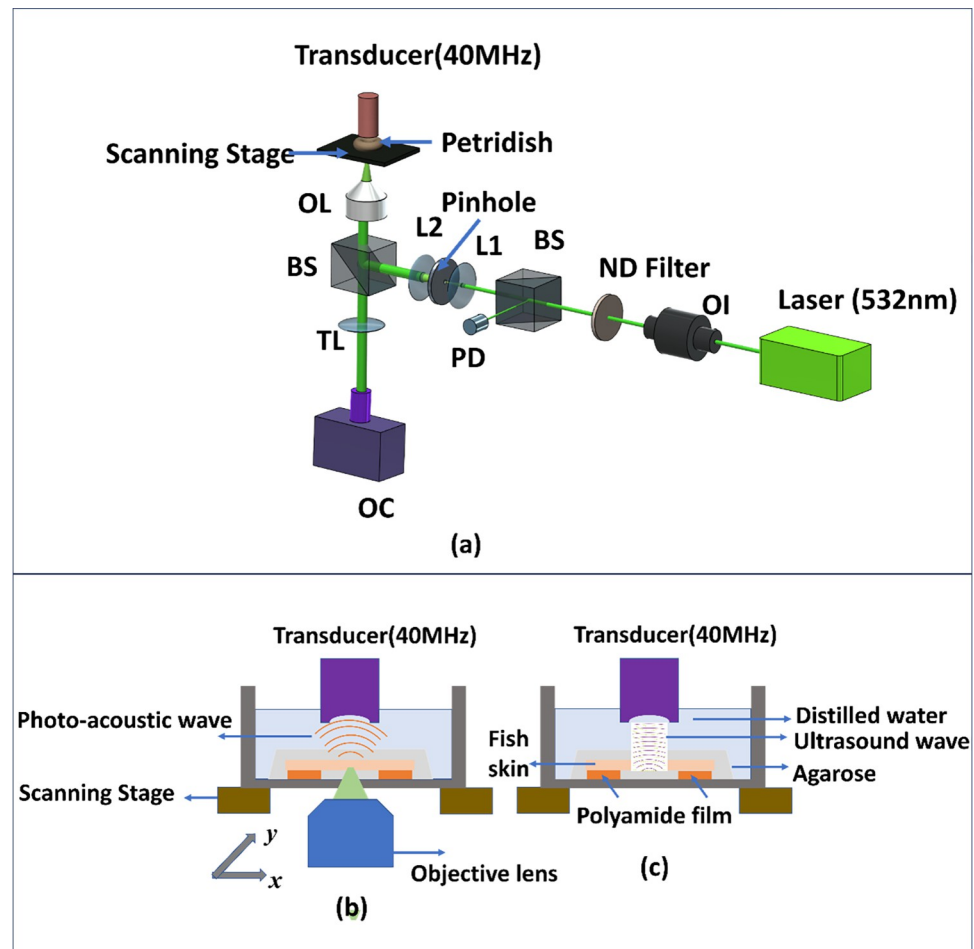 Transducer(40MHz)
Scanning Stage
Petridish
OL
Pinhole
L2
L1
BS
BS
ND Filter
OI
Laser (532nm)
TL
PD
OC
(a)
Transducer(40MHz)
Photo-acoustic wave
Scanning Stage
y
x
Objective lens
(b)
Transducer(40MHz)
Distilled water
Ultrasound wave
Fish
skin
Agarose
Polyamide film
(c)